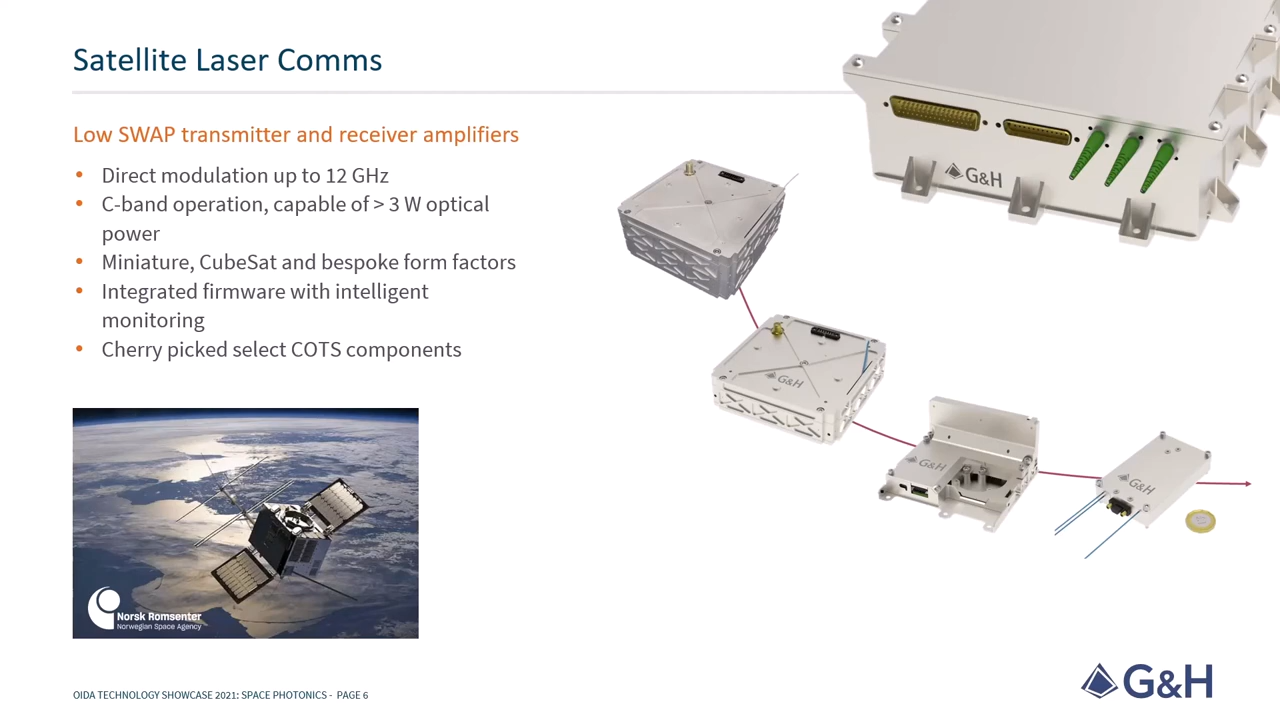 Satellite Laser Comms
Low SWAP transmitter and receiver amplifiers
• Direct modulation up to 12 GHz
• C-band operation, capable of > 3 W optical
power
• Miniature, CubeSat and bespoke form factors
• Integrated firmware with intelligent
monitoring
• Cherry picked select COTS components
G&H
G&H
G&H
G&H
Norsk Romsenter
Norwegian Space Agency
OIDA TECHNOLOGY SHOWCASE 2021: SPACE PHOTONICS - PAGE 6
G&H